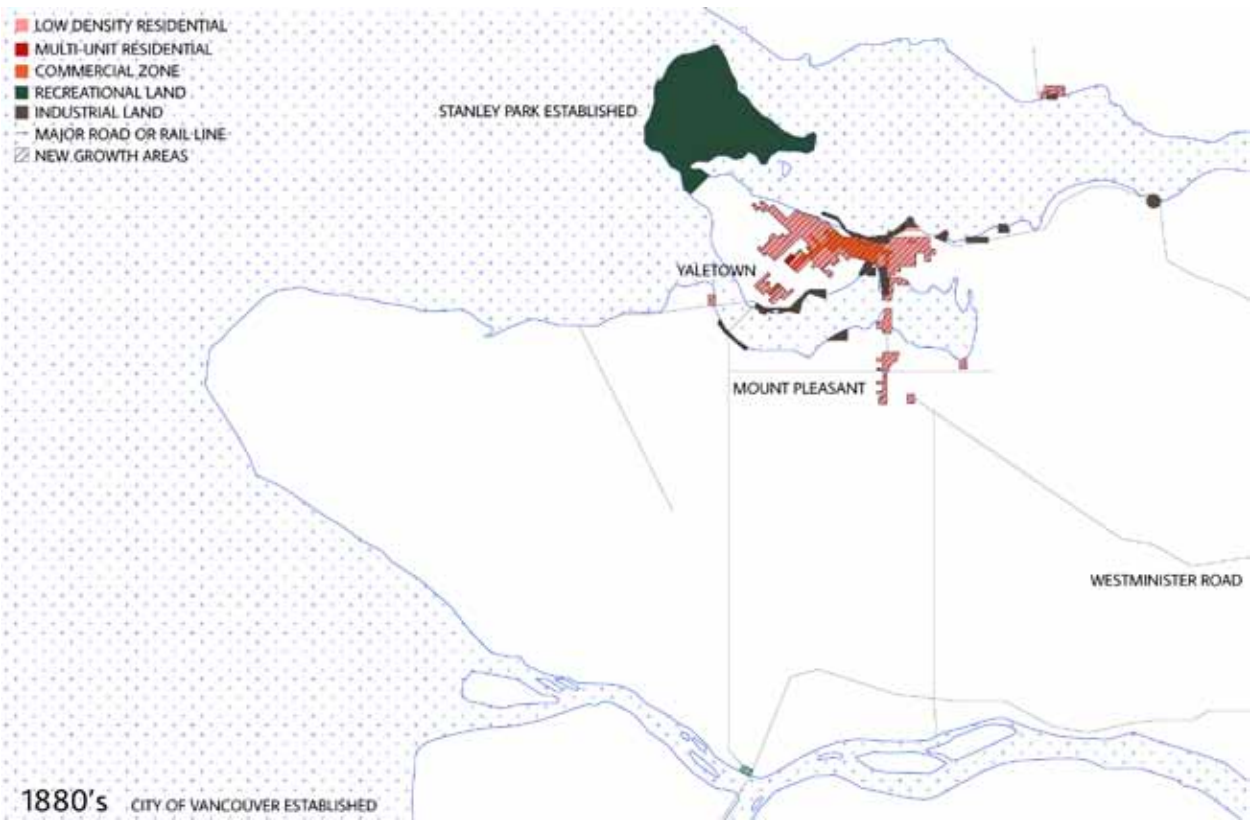 LOW DENSITY RESIDENTIAL
MULTI-UNIT RESIDENTIAL
COMMERCIAL ZONE
RECREATIONAL LAND
INDUSTRIAL LAND
MAJOR ROAD OR RAIL LINE
NEW GROWTH AREAS
STANLEY PARK ESTABLISHED
YALETOWN
MOUNT PLEASANT
WESTMINISTER ROAD
1880's CITY OF VANCOUVER ESTABLISHED